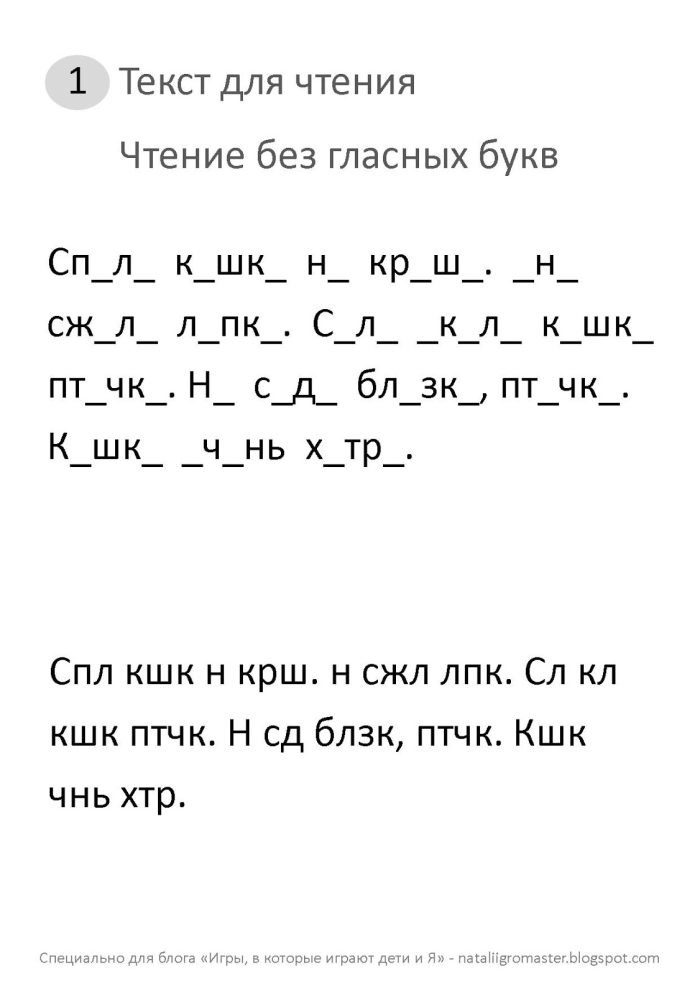 1 Текст для чтения
Чтение без гласных букв
Сп_л_ к_шк_ н_ кр_ш_. _н_
сж_л_ л_пк_. С_л_ _к_л_ к_шк_
пт_чк_. Н_ с_д_ бл_зк_, пт_чк_.
К_шк_ _ч_нь х_тр_.
Спл кшк н крш. н сжл лпк. Сл кл
кшк птчк. Н сд блзк, птчк. Кшк
чнь хтр.
Специально для блога «Игры, в которые играют дети и Я» - nataliigromaster.blogspot.com